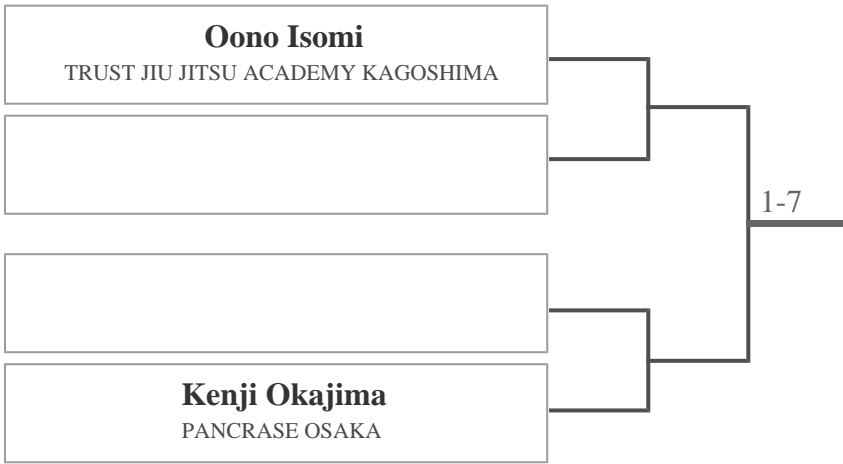 Oono Isomi
TRUST JIU JITSU ACADEMY KAGOSHIMA
1-7
Kenji Okajima
PANCRASE OSAKA